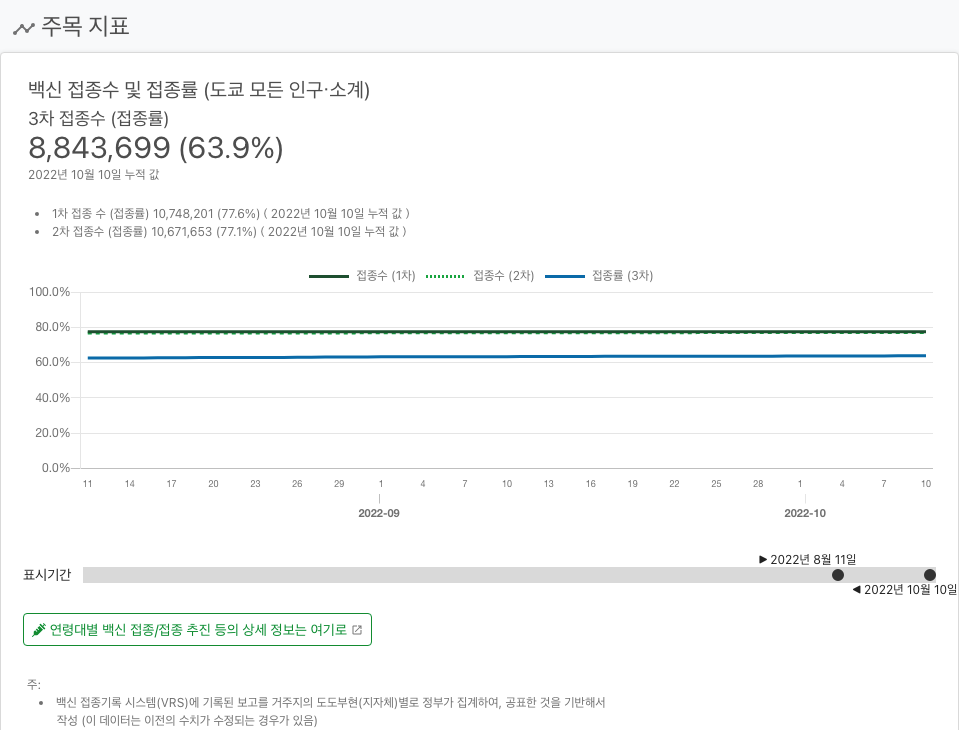 주목 지표
백신 접종수 및 접종률 (도쿄 모든 인구·소계)
3차 접종수 (접종률)
8,843,699 (63.9%)
2022년 10월 10일 누적 값
• 1차 접종 수 (접종률) 10,748,201 (77.6%) ( 2022년 10월 10일 누적 값 )
• 2차 접종수 (접종률) 10,671,653 (77.1%) ( 2022년 10월 10일 누적 값 )
접종수 (1차) 접종수 (2차) 접종률 (3차)
100.0%
80.0%
60.0%
40.0%
20.0%
0.0%
11 14 17 20 23 26 29 1 4 7 10 13 16 19 22 25 28 1 4 7 10
2022-09 2022-10
▶ 2022년 8월 11일
표시기간
◀ 2022년 10월 10일
연령대별 백신 접종/접종 추진 등의 상세 정보는 여기로
주:
• 백신 접종기록 시스템(VRS)에 기록된 보고를 거주지의 도도부현(지자체)별로 정부가 집계하여, 공표한 것을 기반해서
작성 (이 데이터는 이전의 수치가 수정되는 경우가 있음)